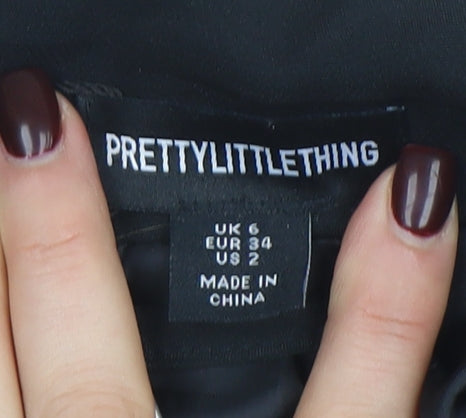 PRETTYLITTLETHING
UK 6
EUR 34
US 2
MADE IN
CHINA